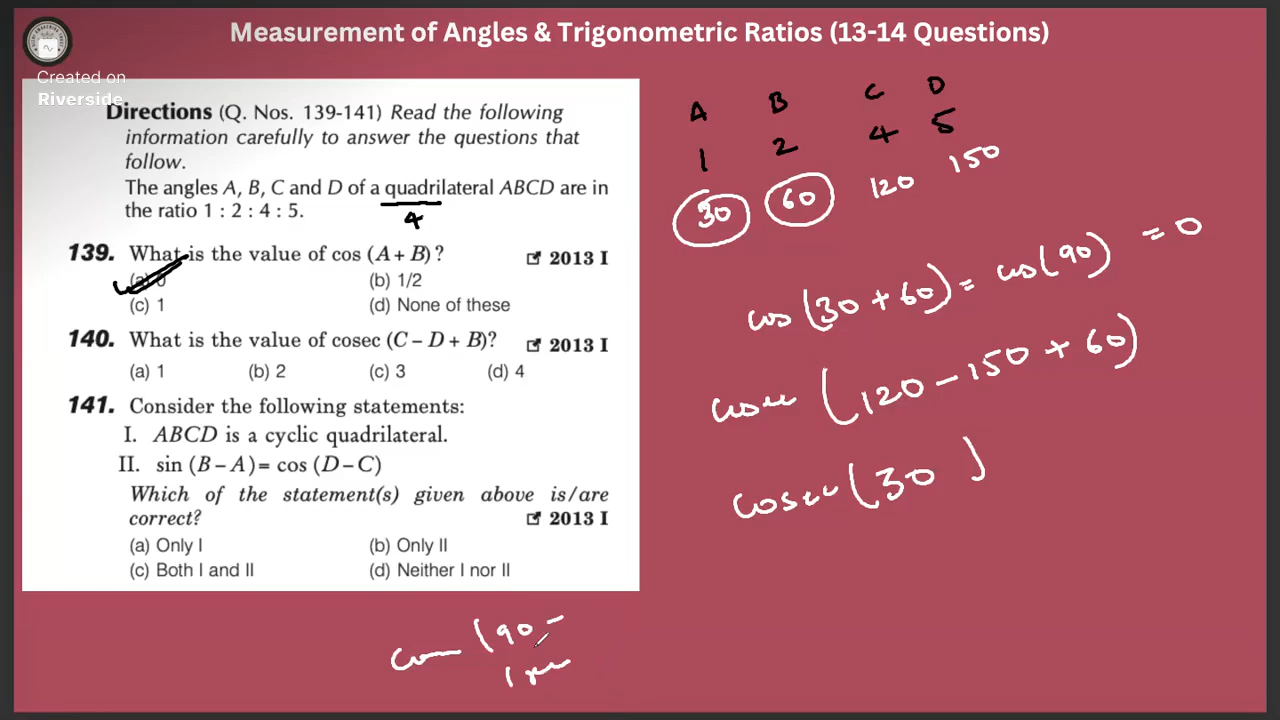 Measurement of Angles & Trigonometric Ratios (13-14 Questions)
Created on
Riverside
Directions (Q. Nos. 139-141) Read the following
information carefully to answer the questions that
follow.
The angles A, B, C and D of a quadrilateral ABCD are in
the ratio 1 : 2 : 4 : 5.
4
139. What is the value of cos (A + B)? 2013 I
(a) 0 (b) 1/2
(c) 1 (d) None of these
140. What is the value of cosec (C − D + B)? 2013 I
(a) 1 (b) 2 (c) 3 (d) 4
141. Consider the following statements:
I. ABCD is a cyclic quadrilateral.
II. sin (B − A) = cos (D − C)
Which of the statement(s) given above is/are
correct? 2013 I
(a) Only I (b) Only II
(c) Both I and II (d) Neither I nor II
A B C D
1 2 4 5
30 60 120 150
cos (30 + 60) = cos (90) = 0
cosec (120 − 150 + 60)
cosec (30)
(90 −